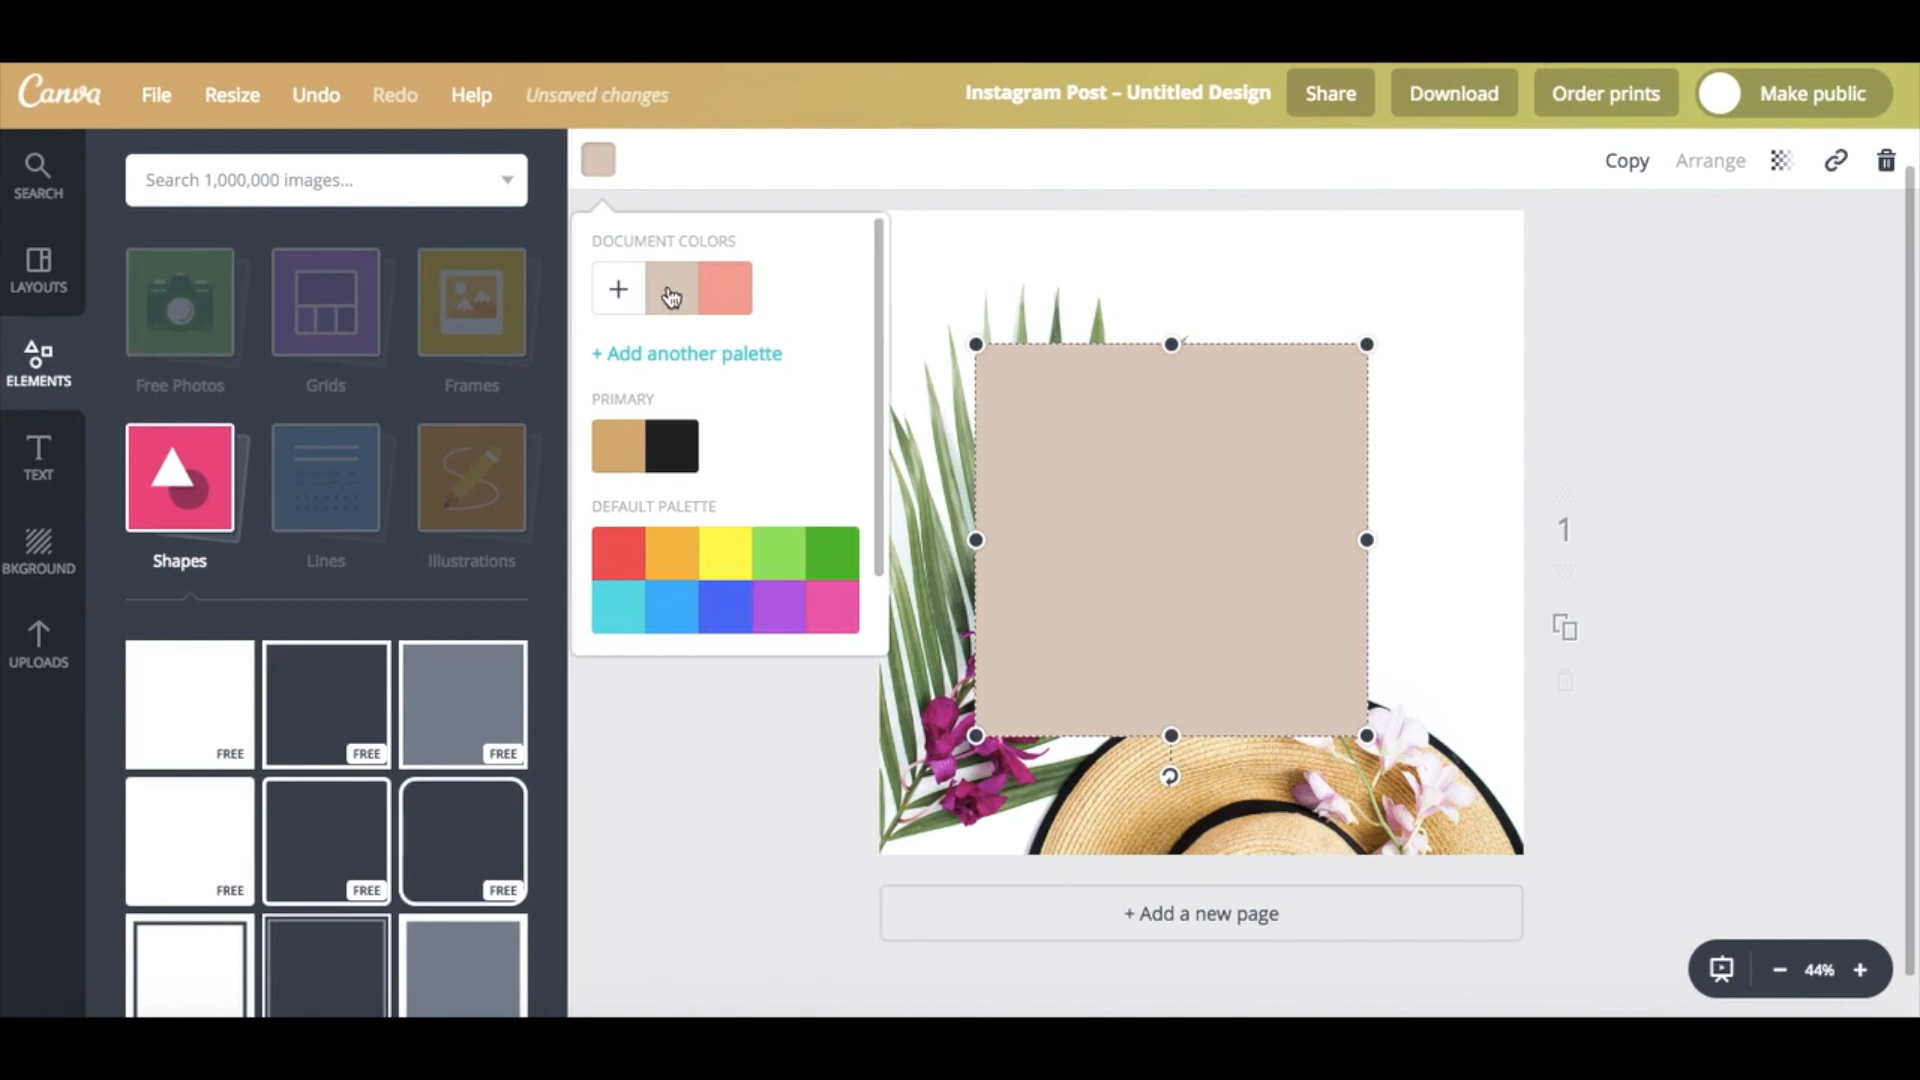 Canva
File
Resize
Undo
Redo
Help
Unsaved changes
Instagram Post – Untitled Design
Share
Download
Order prints
Make public
SEARCH
LAYOUTS
ELEMENTS
TEXT
BKGROUND
UPLOADS
Search 1,000,000 images...
Free Photos
Grids
Frames
Shapes
Lines
Illustrations
FREE
FREE
FREE
FREE
FREE
FREE
Copy
Arrange
DOCUMENT COLORS
+
+ Add another palette
PRIMARY
DEFAULT PALETTE
1
+ Add a new page
− 44% +